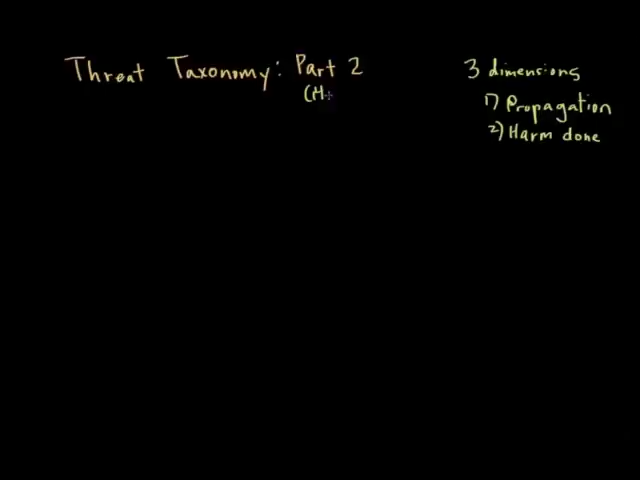 Threat Taxonomy: Part 2
(H
3 dimensions
1) Propagation
2) Harm done